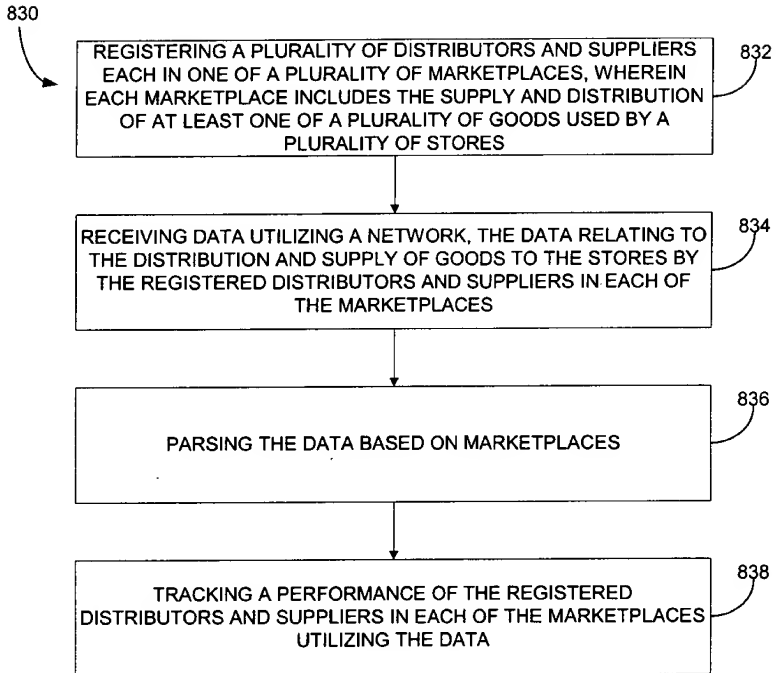 830
REGISTERING A PLURALITY OF DISTRIBUTORS AND SUPPLIERS
EACH IN ONE OF A PLURALITY OF MARKETPLACES, WHEREIN
EACH MARKETPLACE INCLUDES THE SUPPLY AND DISTRIBUTION
OF AT LEAST ONE OF A PLURALITY OF GOODS USED BY A
PLURALITY OF STORES
832
RECEIVING DATA UTILIZING A NETWORK, THE DATA RELATING TO
THE DISTRIBUTION AND SUPPLY OF GOODS TO THE STORES BY
THE REGISTERED DISTRIBUTORS AND SUPPLIERS IN EACH OF
THE MARKETPLACES
834
PARSING THE DATA BASED ON MARKETPLACES
836
TRACKING A PERFORMANCE OF THE REGISTERED
DISTRIBUTORS AND SUPPLIERS IN EACH OF THE MARKETPLACES
UTILIZING THE DATA
838